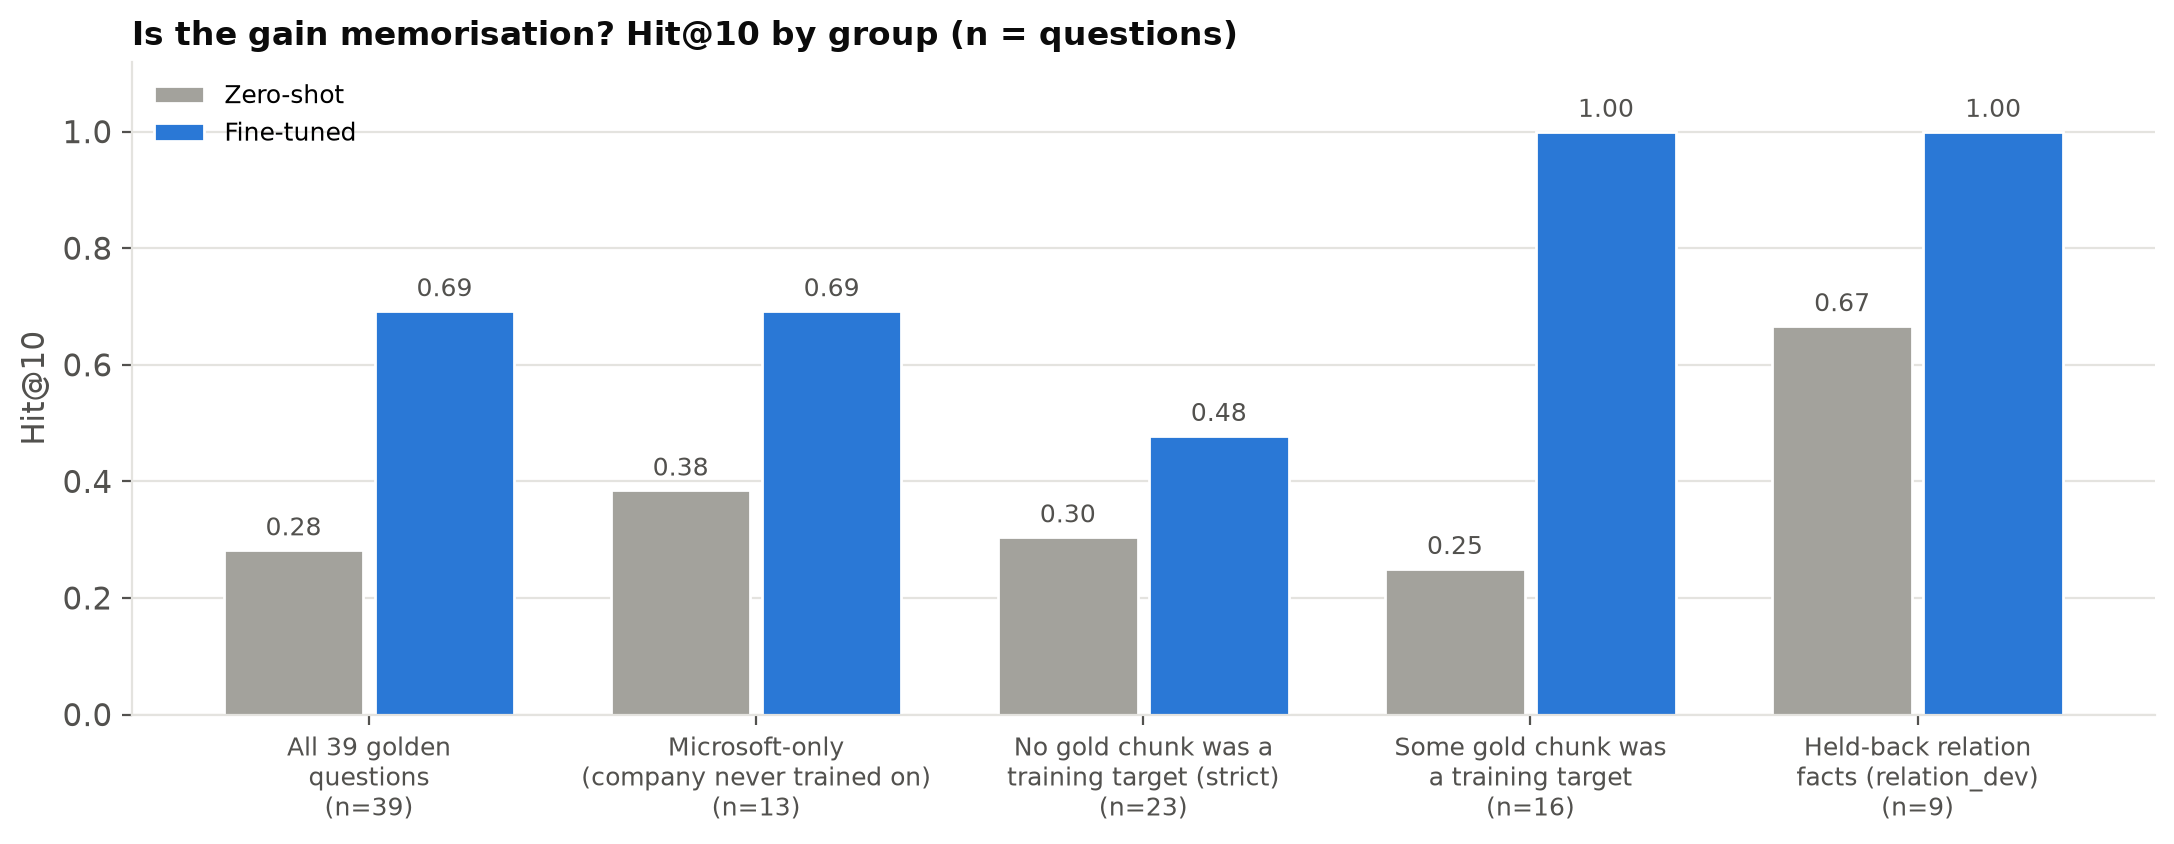 Is the gain memorisation? Hit@10 by group (n = questions)
Zero-shot
Fine-tuned
Hit@10
1.0
0.8
0.6
0.4
0.2
0.0
0.28
0.69
0.38
0.69
0.30
0.48
0.25
1.00
0.67
1.00
All 39 golden
questions
(n=39)
Microsoft-only
(company never trained on)
(n=13)
No gold chunk was a
training target (strict)
(n=23)
Some gold chunk was
a training target
(n=16)
Held-back relation
facts (relation_dev)
(n=9)